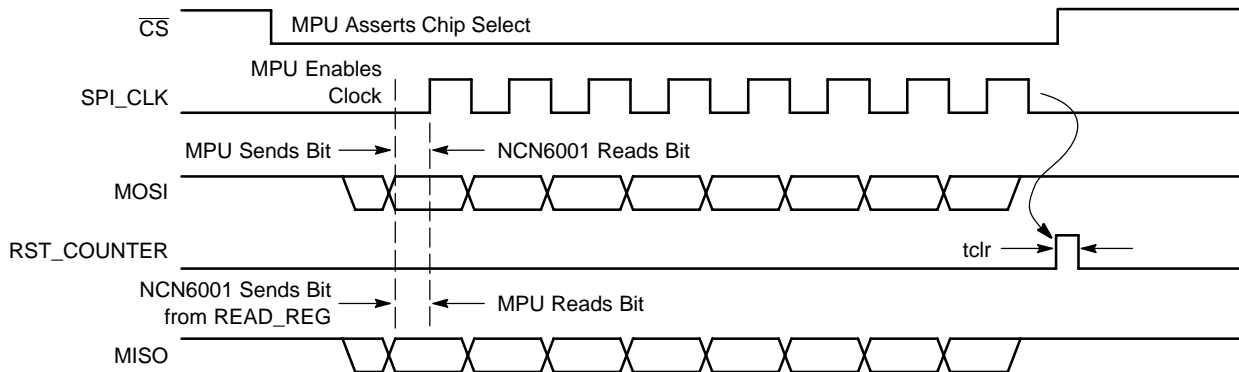 CS
MPU Asserts Chip Select
MPU Enables
Clock
SPI_CLK
MPU Sends Bit
NCN6001 Reads Bit
MOSI
RST_COUNTER
tclr
NCN6001 Sends Bit
from READ_REG
MPU Reads Bit
MISO